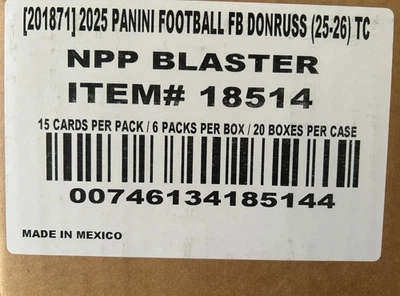 [201871] 2025 PANINI FOOTBALL FB DONRUSS (25-26) TC
NPP BLASTER
ITEM# 18514
15 CARDS PER PACK / 6 PACKS PER BOX / 20 BOXES PER CASE
00746134185144
MADE IN MEXICO